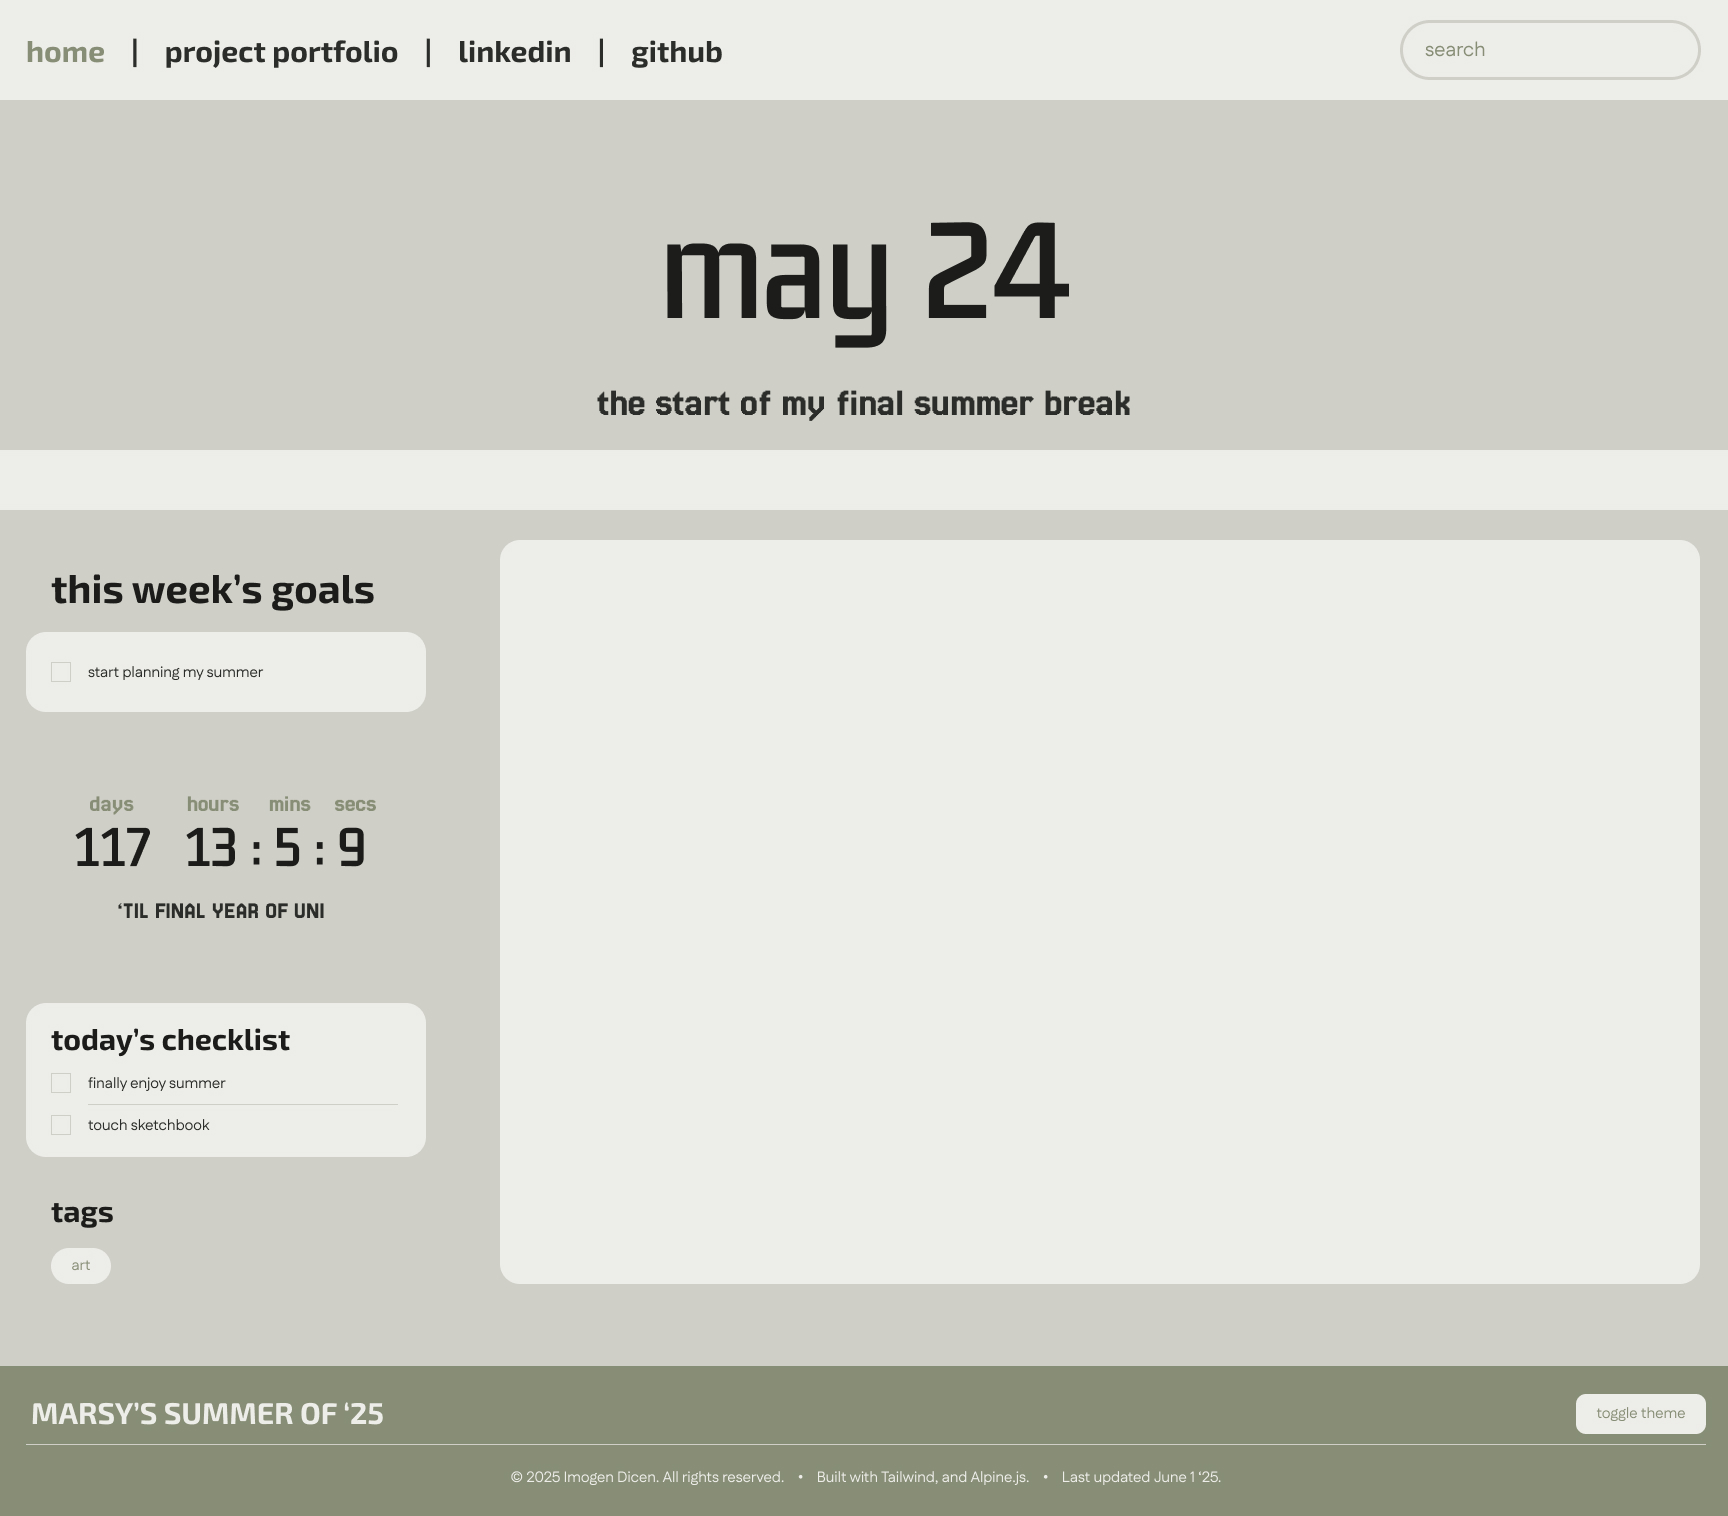 home | project portfolio | linkedin | github
search
may 24
the start of my final summer break
this week’s goals
start planning my summer
days hours mins secs
117 13 : 5 : 9
‘TIL FINAL YEAR OF UNI
today’s checklist
finally enjoy summer
touch sketchbook
tags
art
MARSY’S SUMMER OF ‘25
toggle theme
© 2025 Imogen Dicen. All rights reserved. • Built with Tailwind, and Alpine.js. • Last updated June 1 ‘25.